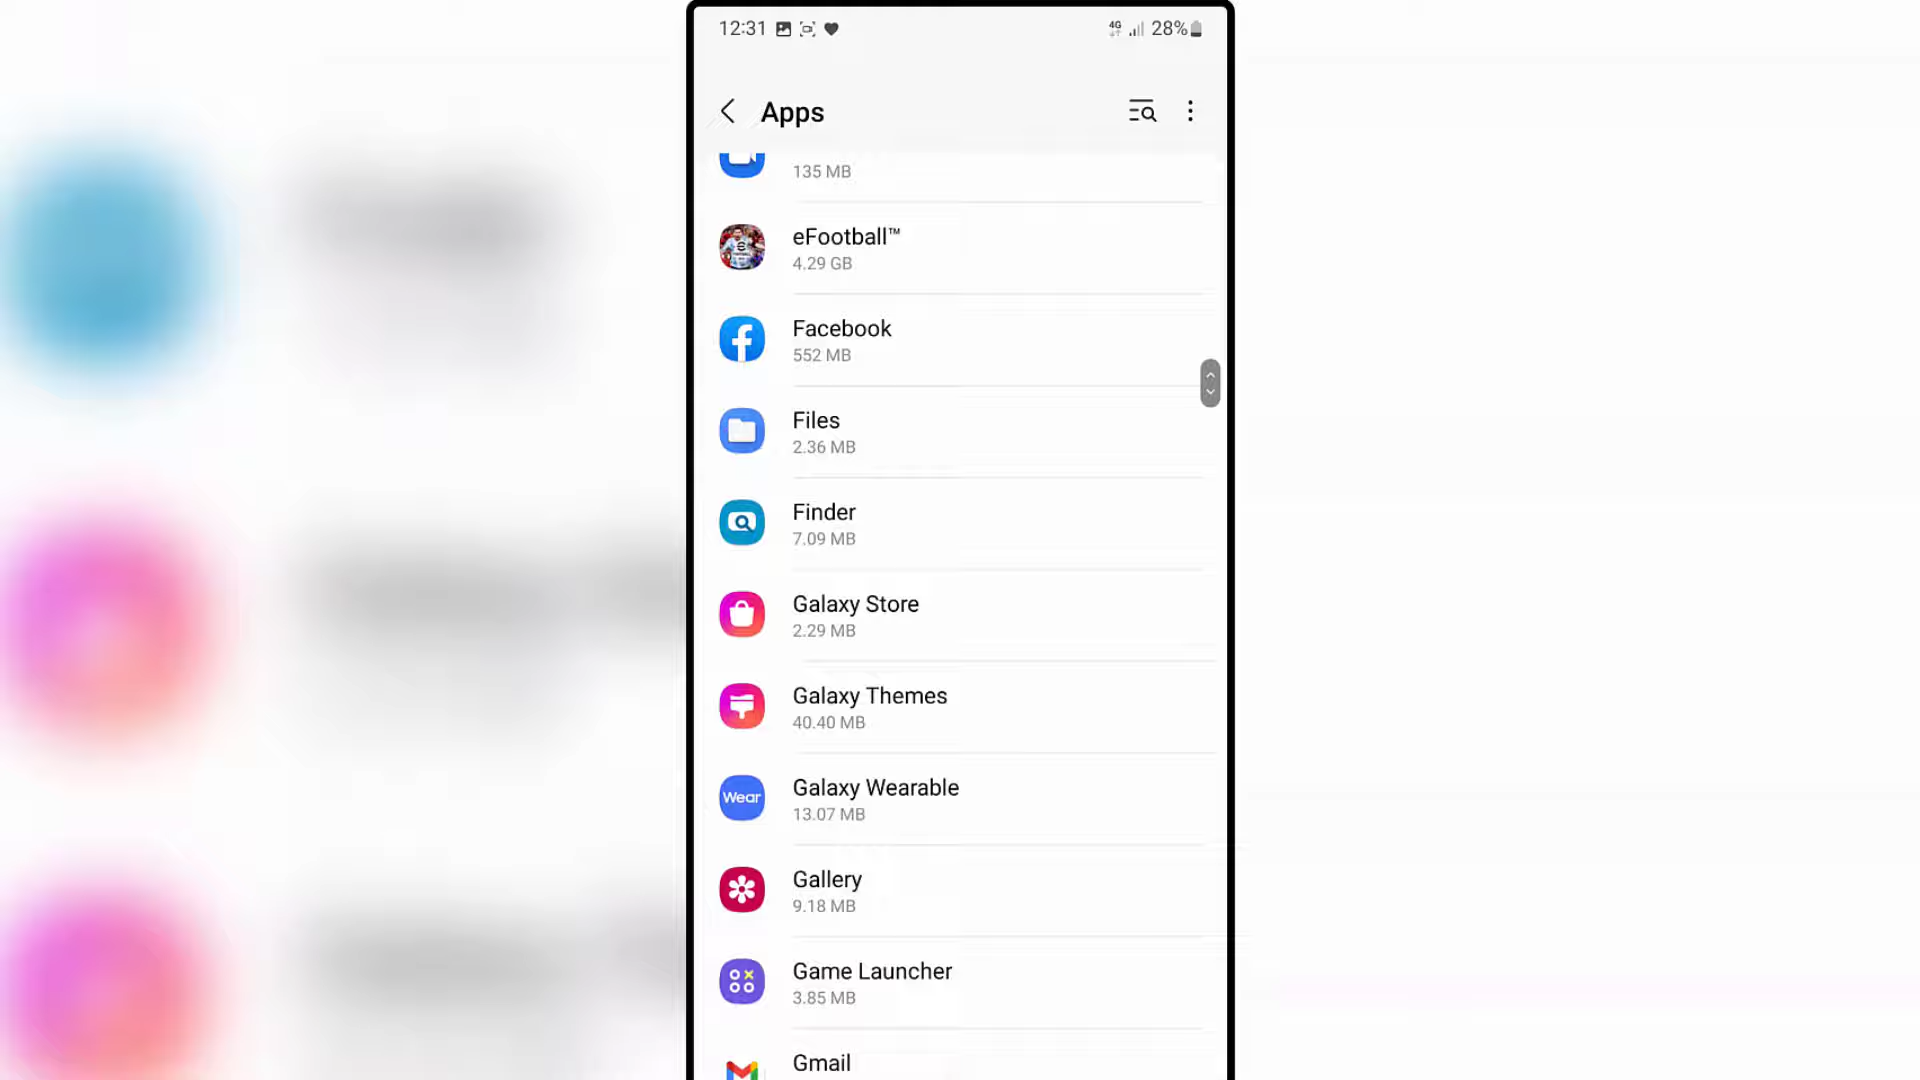 12:31
4G 28%
Apps
135 MB
eFootball™
4.29 GB
Facebook
552 MB
Files
2.36 MB
Finder
7.09 MB
Galaxy Store
2.29 MB
Galaxy Themes
40.40 MB
Wear
Galaxy Wearable
13.07 MB
Gallery
9.18 MB
Game Launcher
3.85 MB
Gmail